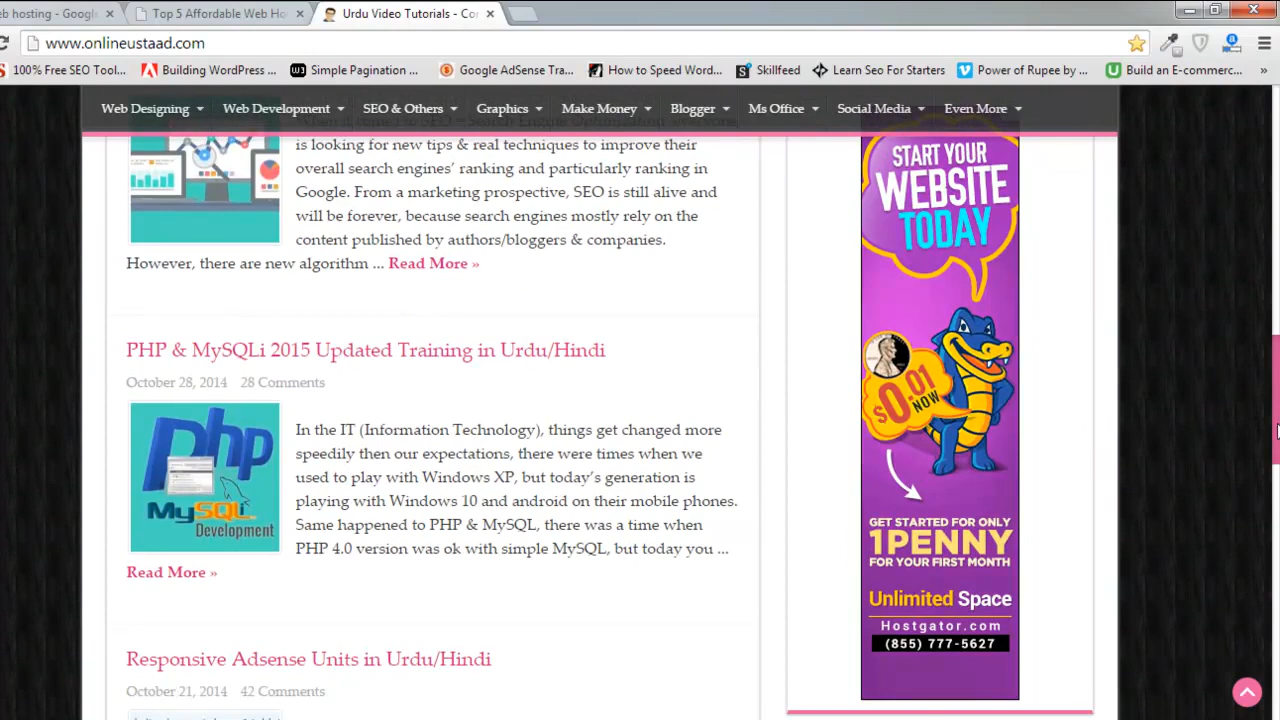 eb hosting - Google
Top 5 Affordable Web Ho
Urdu Video Tutorials - Co
www.onlineustaad.com
100% Free SEO Tool...
Building WordPress ...
Simple Pagination ...
Google AdSense Tra...
How to Speed Word...
Skillfeed
Learn Seo For Starters
Power of Rupee by ...
Build an E-commerc...
»
Web Designing
Web Development
SEO & Others
Graphics
Make Money
Blogger
Ms Office
Social Media
Even More
is looking for new tips & real techniques to improve their
overall search engines’ ranking and particularly ranking in
Google. From a marketing prospective, SEO is still alive and
will be forever, because search engines mostly rely on the
content published by authors/bloggers & companies.
However, there are new algorithm ... Read More »
PHP & MySQLi 2015 Updated Training in Urdu/Hindi
October 28, 2014 28 Comments
php
MySQLi
Development
In the IT (Information Technology), things get changed more
speedily then our expectations, there were times when we
used to play with Windows XP, but today’s generation is
playing with Windows 10 and android on their mobile phones.
Same happened to PHP & MySQL, there was a time when
PHP 4.0 version was ok with simple MySQL, but today you ...
Read More »
Responsive Adsense Units in Urdu/Hindi
October 21, 2014 42 Comments
START YOUR
WEBSITE
TODAY
$0.01
NOW
GET STARTED FOR ONLY
1PENNY
FOR YOUR FIRST MONTH
Unlimited Space
Hostgator.com
(855) 777-5627